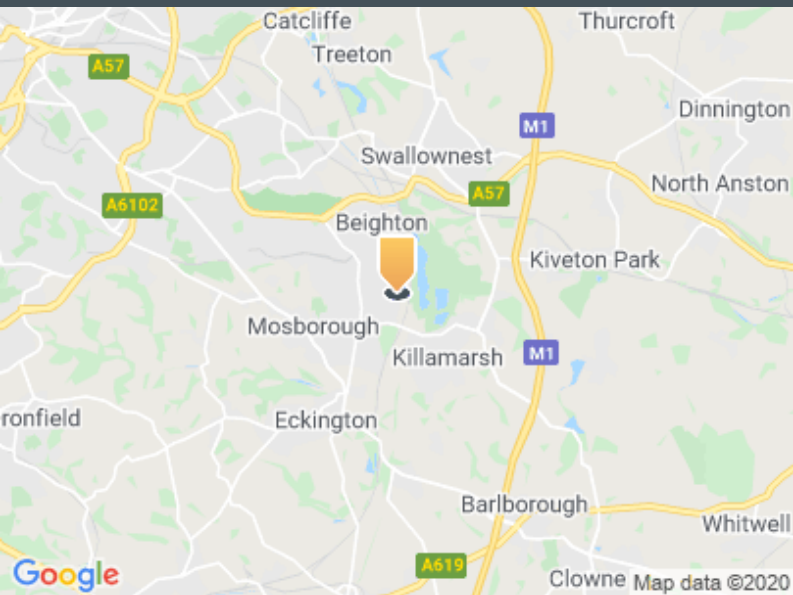 Catcliffe
Thurcroft
Treeton
A57
Dinnington
M1
Swallownest
North Anston
A57
A6102
Beighton
Kiveton Park
Mosborough
Killamarsh
M1
ronfield
Eckington
Barlborough
Whitwell
A619
Google
Clowne
Map data ©2020